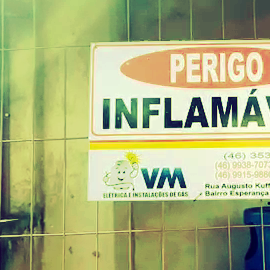 PERIGO
INFLAMÁV
VM
ELÉTRICA E INSTALAÇÕES DE GÁS
(46) 353
(46) 9938-707
(46) 9915-986
Rua Augusto Kuff
Bairro Esperança